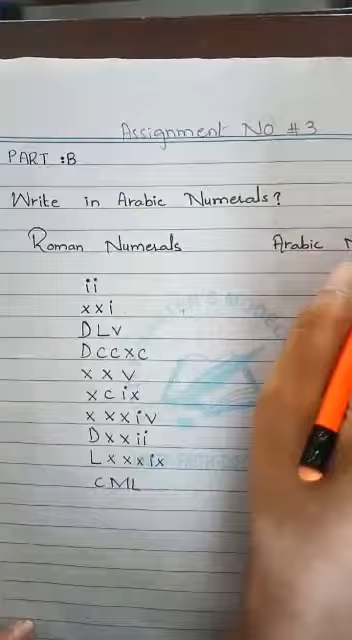 Assignment No # 3
PART :B
Write in Arabic Numerals?
Roman Numerals Arabic
ii
xxi
DLV
DCCXC
XXV
XCix
XXXiV
DXXii
LXXXiX
CML